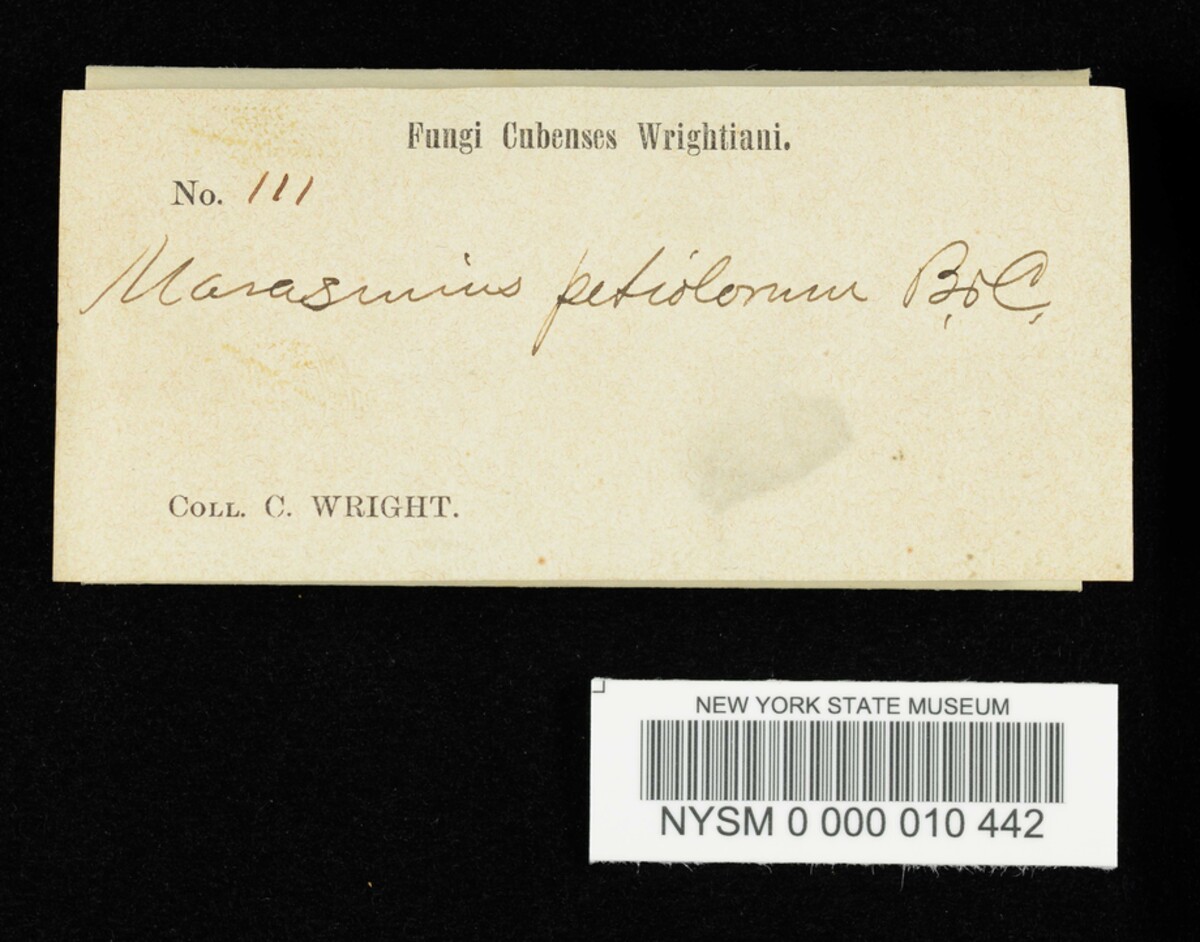 Fungi Cubenses Wrightiani.
No. 111
Marasmius petiolorum B. & C.
Coll. C. WRIGHT.
NEW YORK STATE MUSEUM
NYSM 0 000 010 442